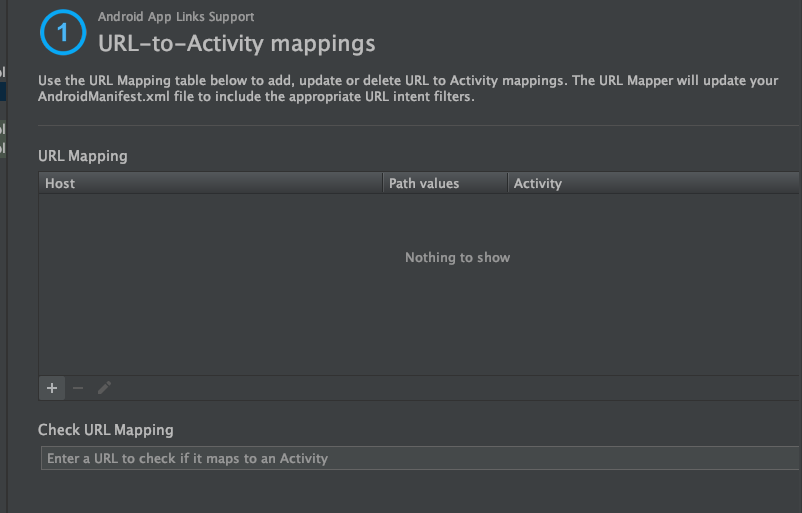 Android App Links Support
1
URL-to-Activity mappings
Use the URL Mapping table below to add, update or delete URL to Activity mappings. The URL Mapper will update your
AndroidManifest.xml file to include the appropriate URL intent filters.
URL Mapping
Host Path values Activity
Nothing to show
Check URL Mapping
Enter a URL to check if it maps to an Activity